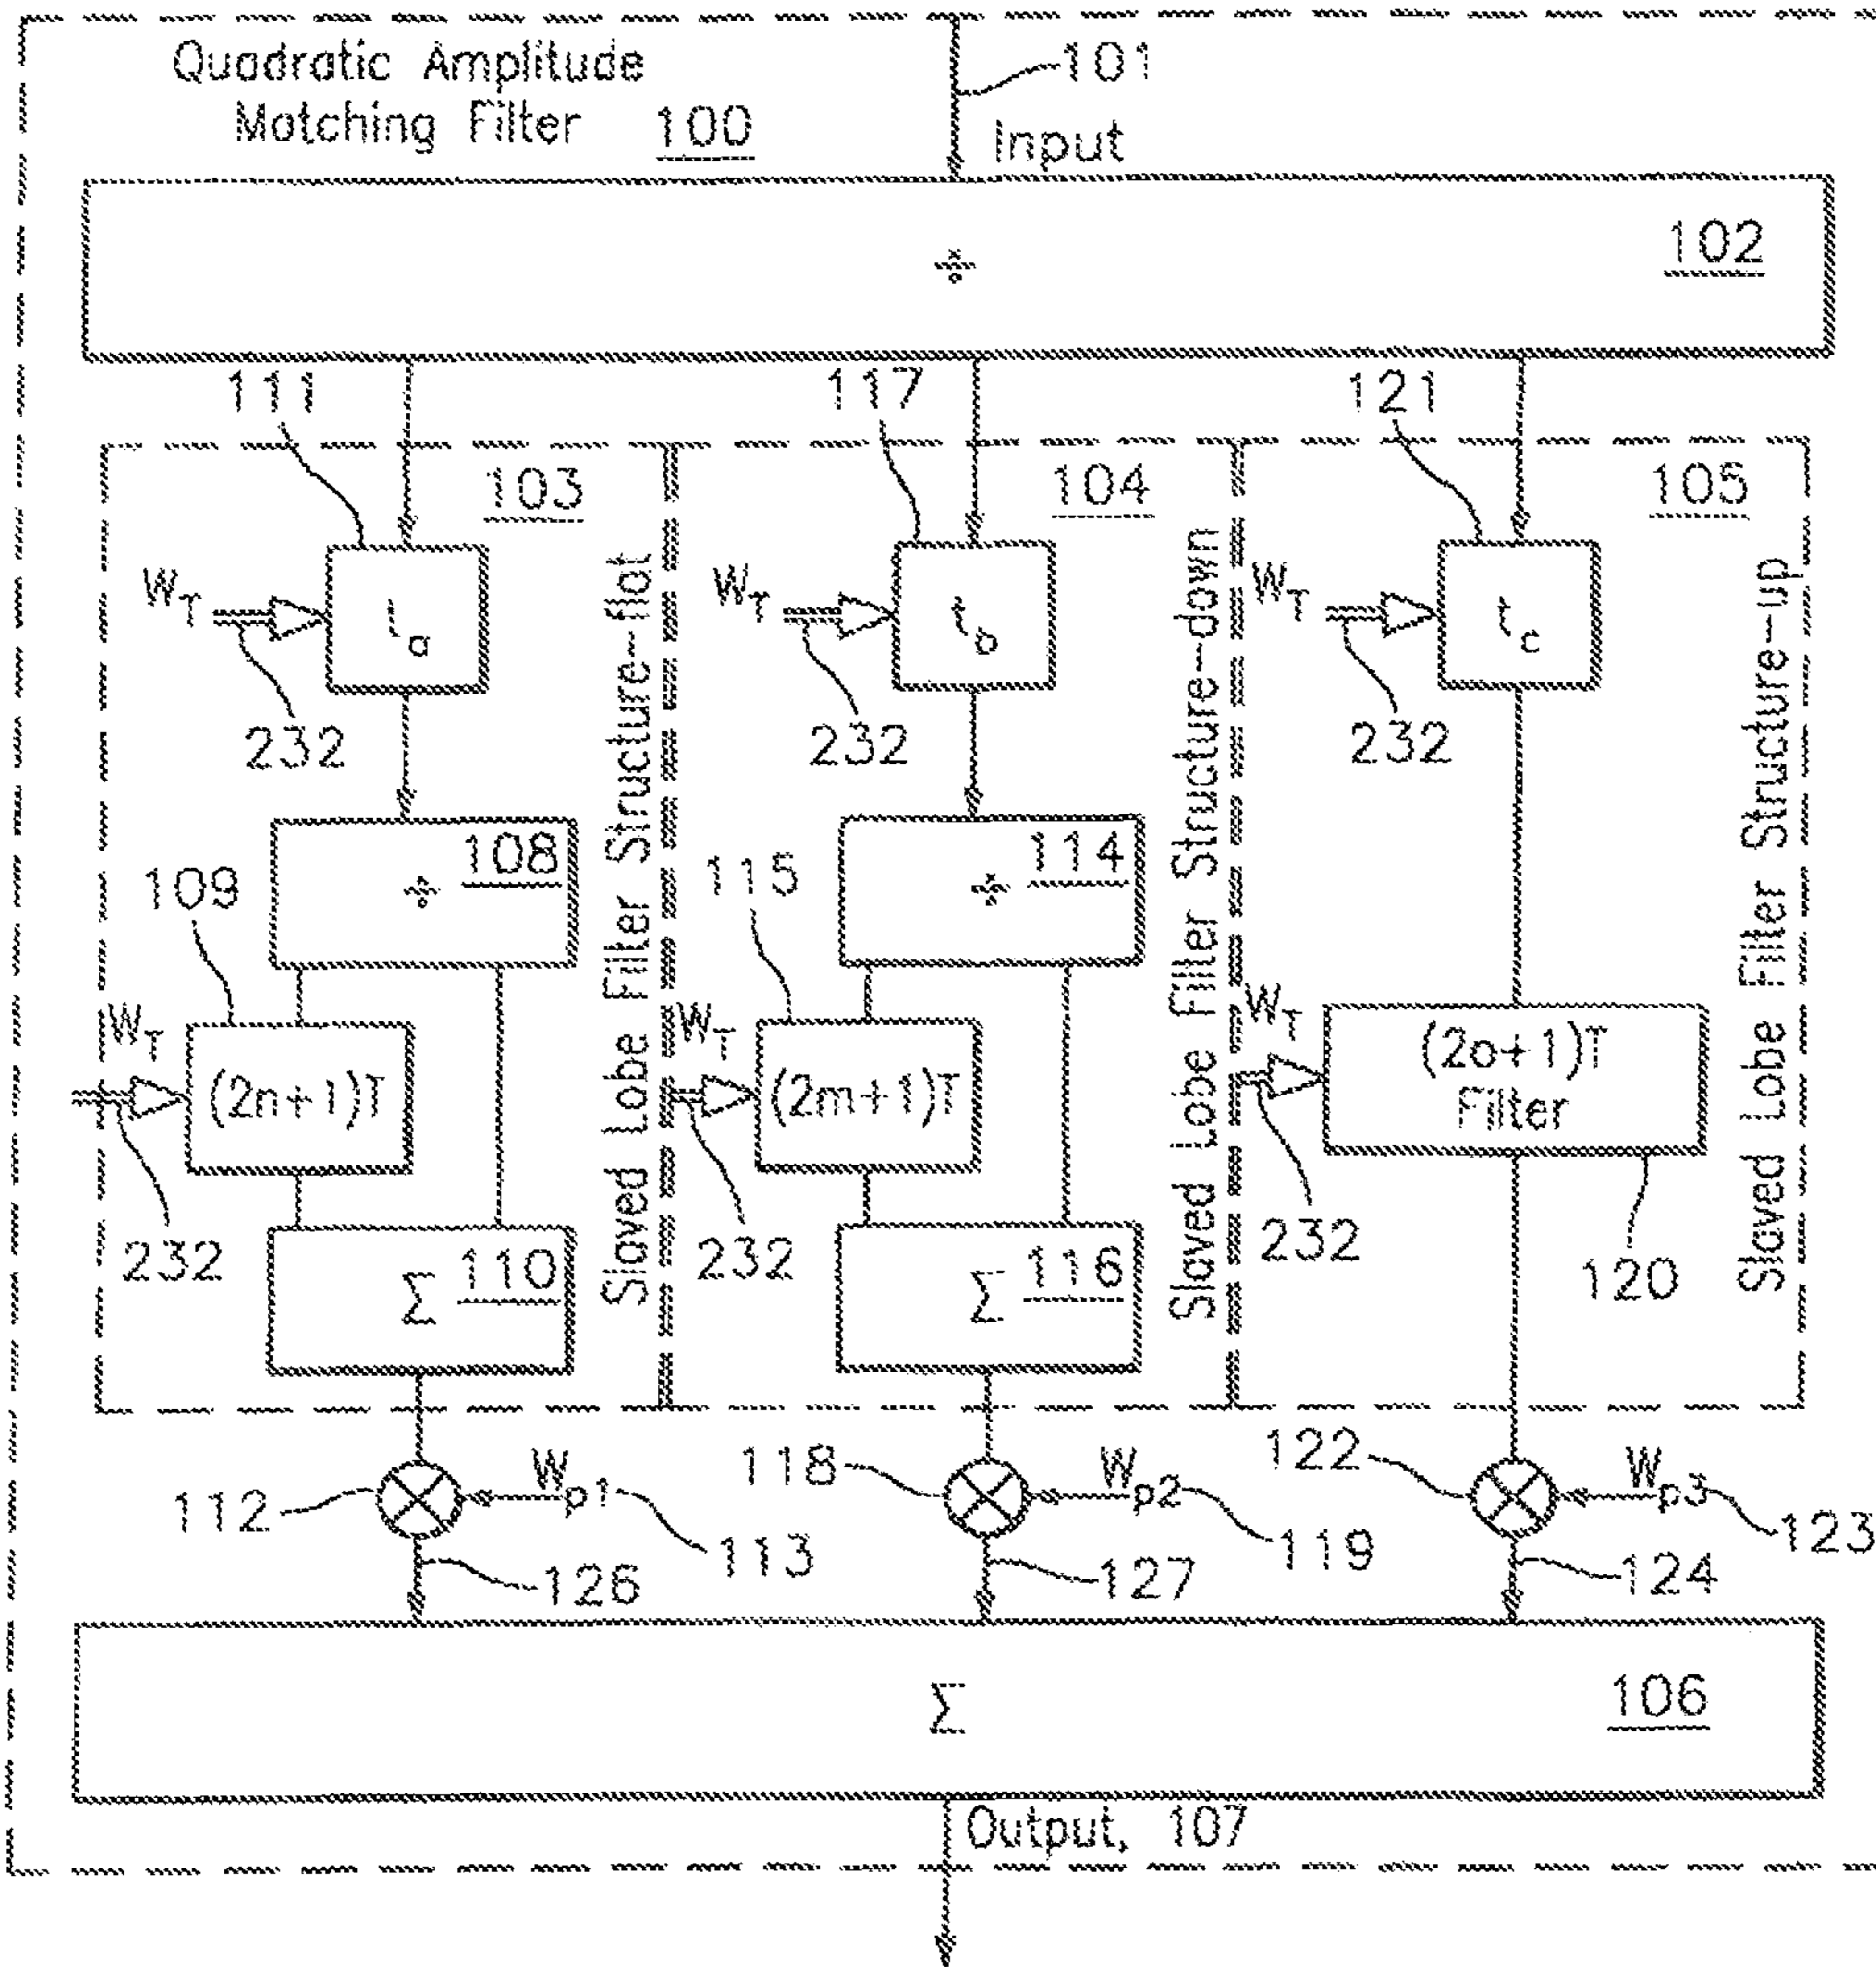 Quadratic Amplitude
Matching Filter 100
101
Input
÷
102
111
117
121
103
104
105
W_T
t_a
232
W_T
t_b
232
W_T
t_c
232
÷ 108
109
W_T
(2n+1)T
232
Σ 110
Slaved Lobe Filter Structure-flat
÷ 114
115
W_T
(2m+1)T
232
Σ 116
Slaved Lobe Filter Structure-down
W_T
(2o+1)T
Filter
232
120
Slaved Lobe Filter Structure-up
112
W_p1
113
126
118
W_p2
119
127
122
W_p3
123
124
Σ
106
Output, 107